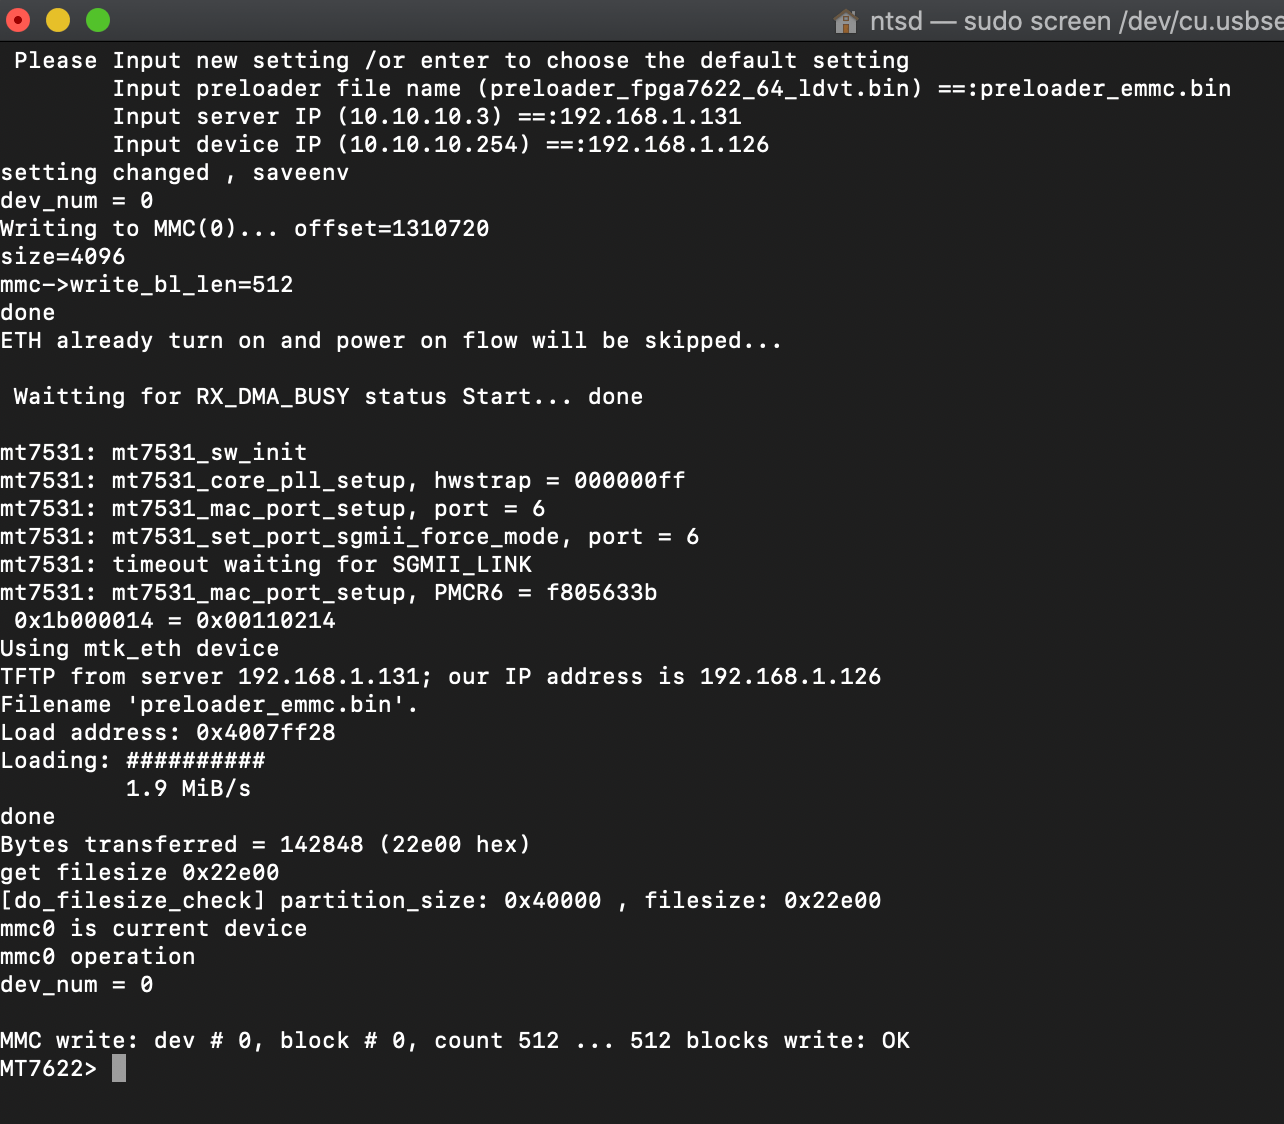 ntsd — sudo screen /dev/cu.usbse
Please Input new setting /or enter to choose the default setting
Input preloader file name (preloader_fpga7622_64_ldvt.bin) ==:preloader_emmc.bin
Input server IP (10.10.10.3) ==:192.168.1.131
Input device IP (10.10.10.254) ==:192.168.1.126
setting changed , saveenv
dev_num = 0
Writing to MMC(0)... offset=1310720
size=4096
mmc->write_bl_len=512
done
ETH already turn on and power on flow will be skipped...
Waitting for RX_DMA_BUSY status Start... done
mt7531: mt7531_sw_init
mt7531: mt7531_core_pll_setup, hwstrap = 000000ff
mt7531: mt7531_mac_port_setup, port = 6
mt7531: mt7531_set_port_sgmii_force_mode, port = 6
mt7531: timeout waiting for SGMII_LINK
mt7531: mt7531_mac_port_setup, PMCR6 = f805633b
0x1b000014 = 0x00110214
Using mtk_eth device
TFTP from server 192.168.1.131; our IP address is 192.168.1.126
Filename 'preloader_emmc.bin'.
Load address: 0x4007ff28
Loading: ##########
1.9 MiB/s
done
Bytes transferred = 142848 (22e00 hex)
get filesize 0x22e00
[do_filesize_check] partition_size: 0x40000 , filesize: 0x22e00
mmc0 is current device
mmc0 operation
dev_num = 0
MMC write: dev # 0, block # 0, count 512 ... 512 blocks write: OK
MT7622>